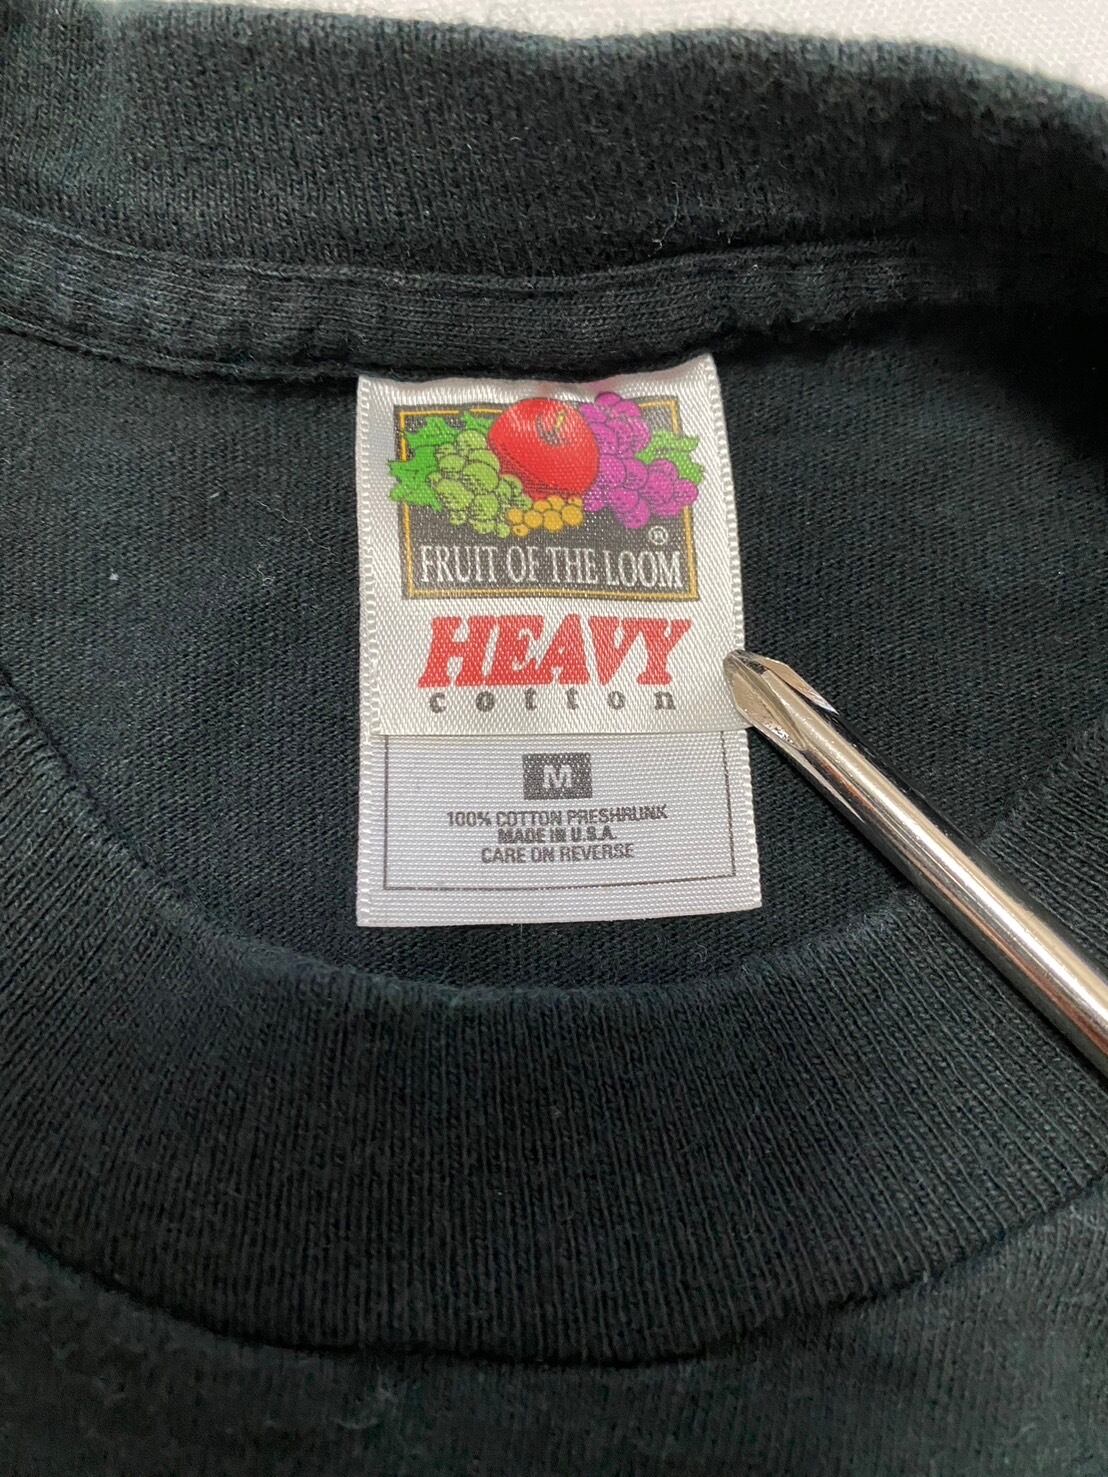 ®
FRUIT OF THE LOOM
HEAVY
cotton
M
100% COTTON PRESHRUNK
MADE IN U.S.A.
CARE ON REVERSE